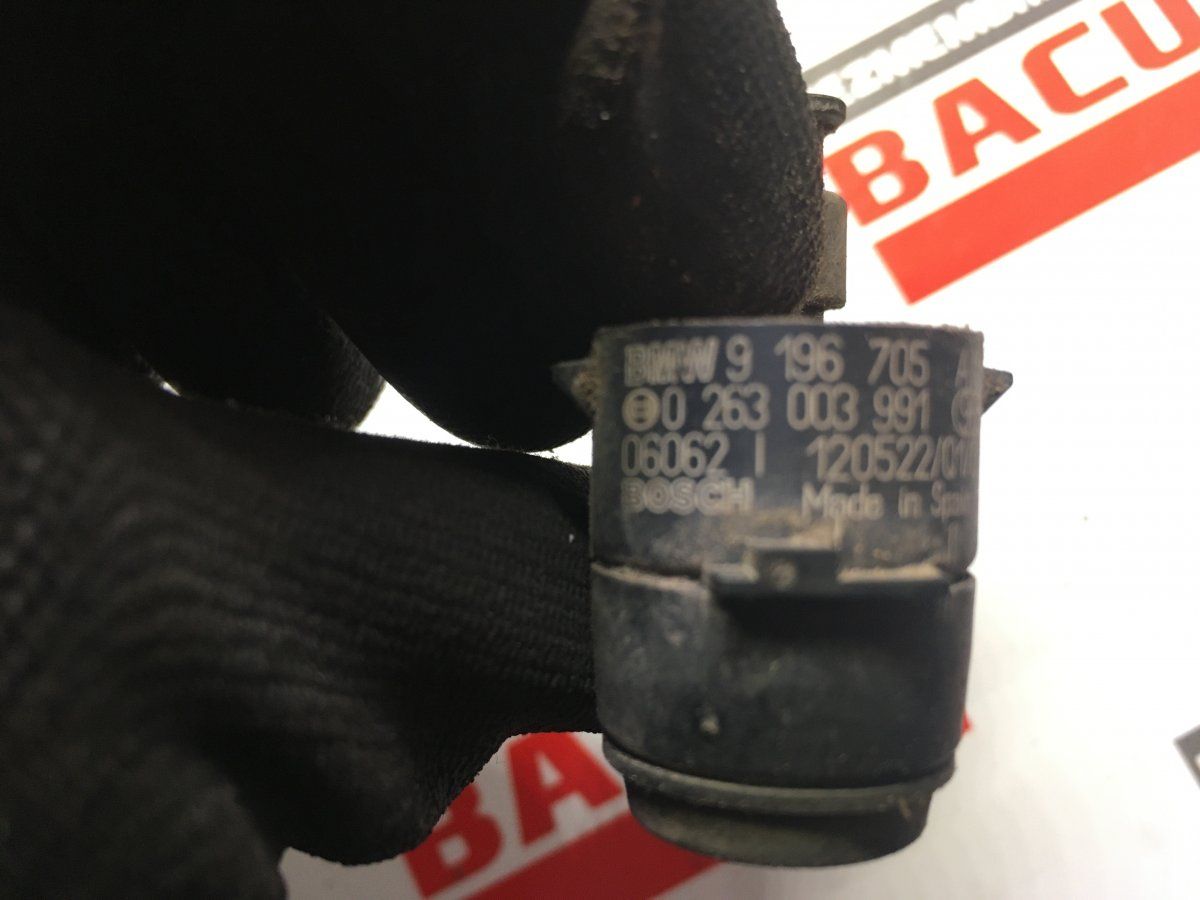 BACU
BMW 9 196 705 A
0 263 003 991
06062 I 120522/01
BOSCH Made in Spain
BA